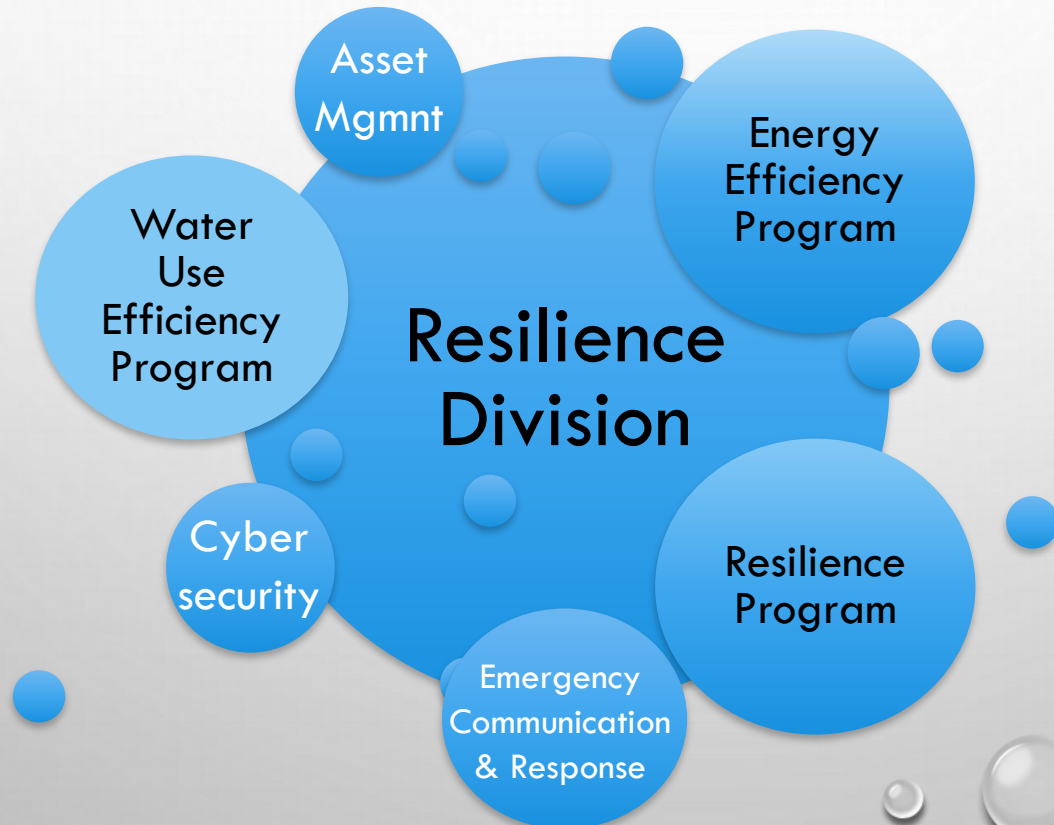 Asset
Mgmnt
Energy
Efficiency
Program
Water
Use
Efficiency
Program
Resilience
Division
Cyber
security
Resilience
Program
Emergency
Communication
& Response